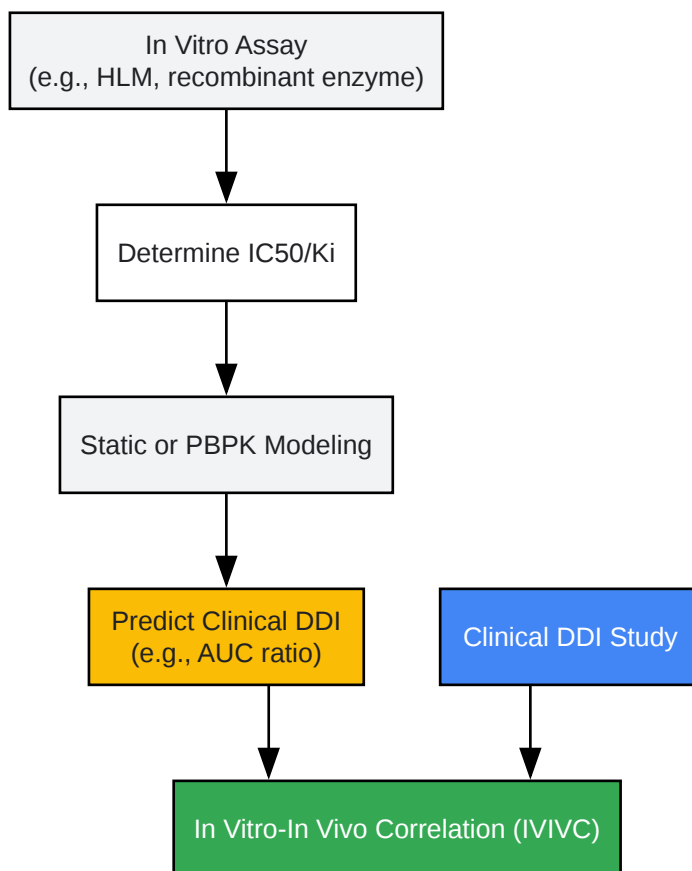 In Vitro Assay
(e.g., HLM, recombinant enzyme)
Determine IC50/Ki
Static or PBPK Modeling
Predict Clinical DDI
(e.g., AUC ratio)
Clinical DDI Study
In Vitro-In Vivo Correlation (IVIVC)